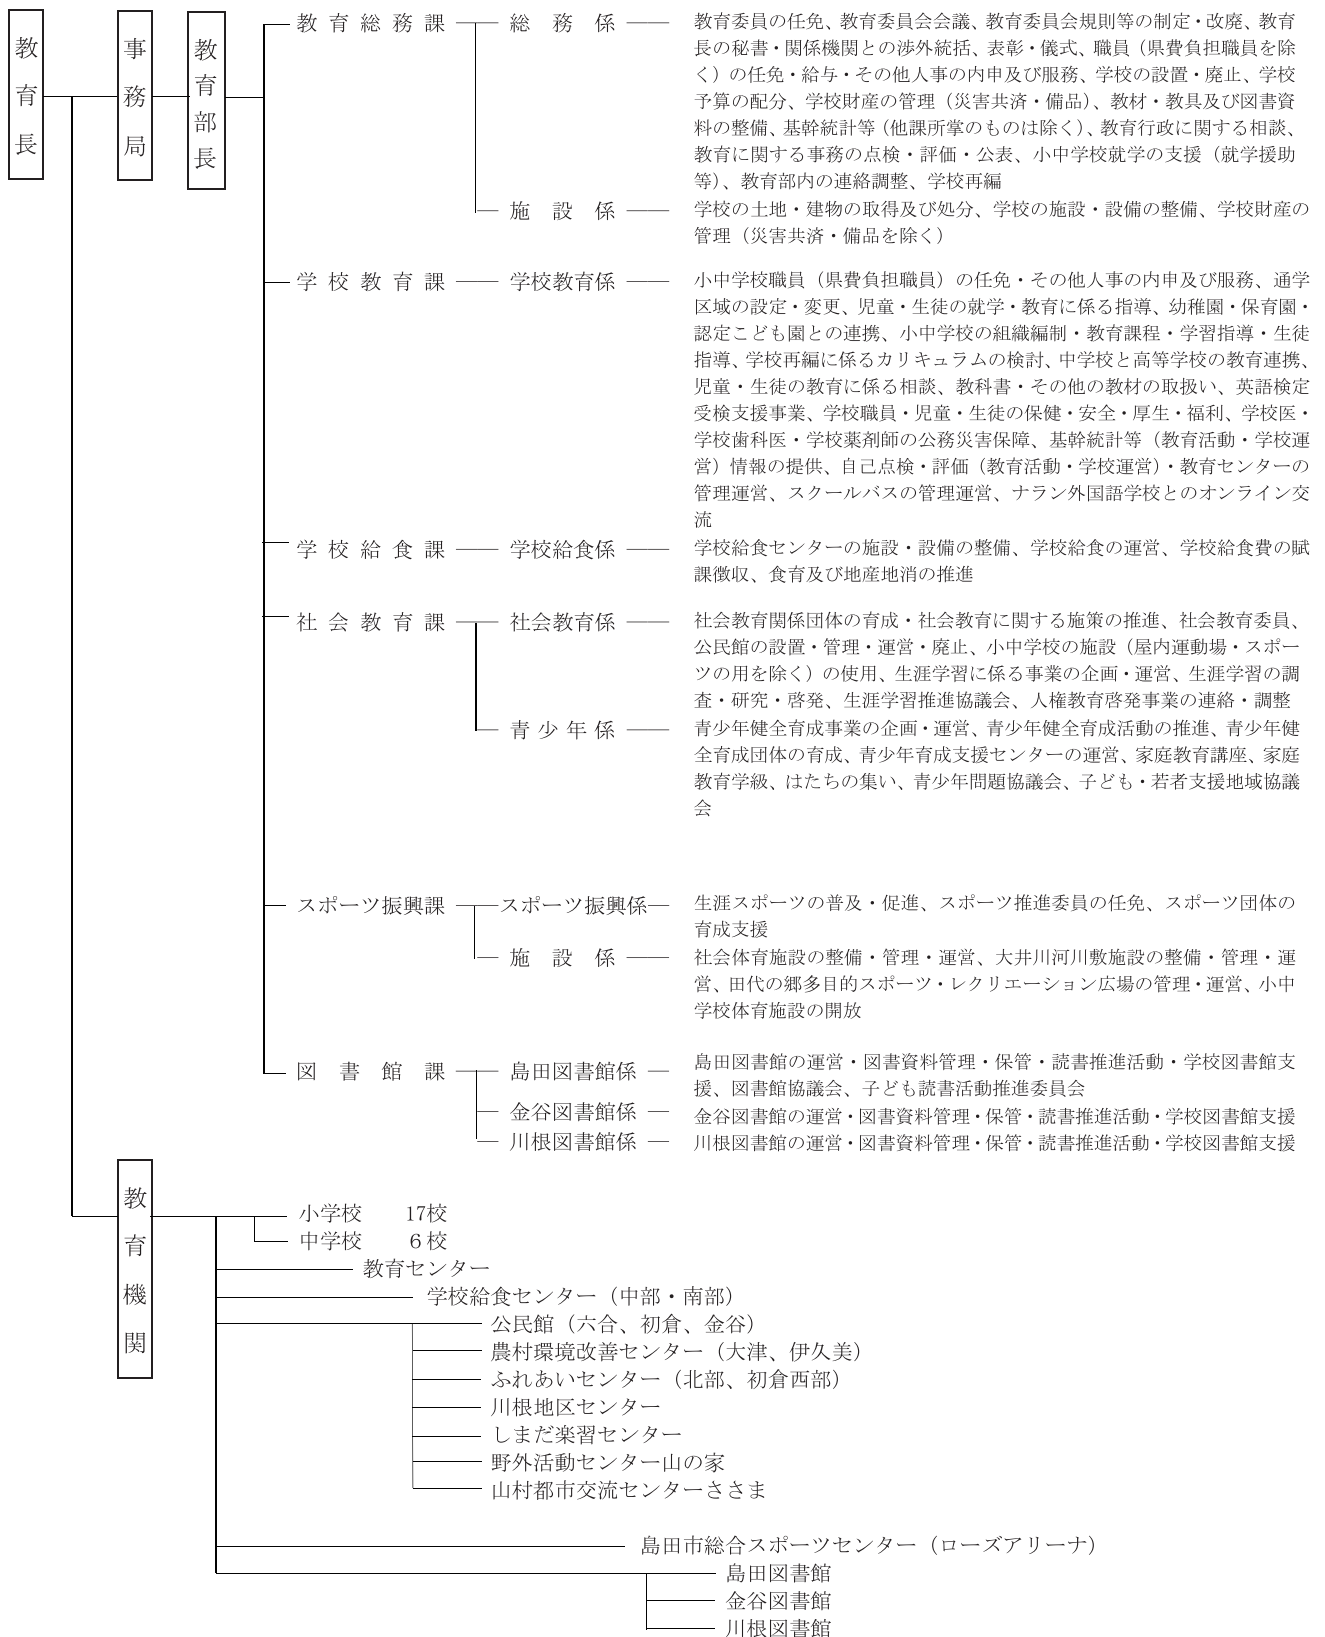 教育長
事務局
教育部長
教育総務課
総務係
教育委員の任免、教育委員会会議、教育委員会規則等の制定・改廃、教育
長の秘書・関係機関との渉外統括、表彰・儀式、職員（県費負担職員を除
く）の任免・給与・その他人事の内申及び服務、学校の設置・廃止、学校
予算の配分、学校財産の管理（災害共済・備品）、教材・教具及び図書資
料の整備、基幹統計等（他課所掌のものは除く）、教育行政に関する相談、
教育に関する事務の点検・評価・公表、小中学校就学の支援（就学援助
等）、教育部内の連絡調整、学校再編
施設係
学校の土地・建物の取得及び処分、学校の施設・設備の整備、学校財産の
管理（災害共済・備品を除く）
学校教育課
学校教育係
小中学校職員（県費負担職員）の任免・その他人事の内申及び服務、通学
区域の設定・変更、児童・生徒の就学・教育に係る指導、幼稚園・保育園・
認定こども園との連携、小中学校の組織編制・教育課程・学習指導・生徒
指導、学校再編に係るカリキュラムの検討、中学校と高等学校の教育連携、
児童・生徒の教育に係る相談、教科書・その他の教材の取扱い、英語検定
受検支援事業、学校職員・児童・生徒の保健・安全・厚生・福利、学校医・
学校歯科医・学校薬剤師の公務災害保障、基幹統計等（教育活動・学校運
営）情報の提供、自己点検・評価（教育活動・学校運営）・教育センターの
管理運営、スクールバスの管理運営、ナラン外国語学校とのオンライン交
流
学校給食課
学校給食係
学校給食センターの施設・設備の整備、学校給食の運営、学校給食費の賦
課徴収、食育及び地産地消の推進
社会教育課
社会教育係
社会教育関係団体の育成・社会教育に関する施策の推進、社会教育委員、
公民館の設置・管理・運営・廃止、小中学校の施設（屋内運動場・スポー
ツの用を除く）の使用、生涯学習に係る事業の企画・運営、生涯学習の調
査・研究・啓発、生涯学習推進協議会、人権教育啓発事業の連絡・調整
青少年係
青少年健全育成事業の企画・運営、青少年健全育成活動の推進、青少年健
全育成団体の育成、青少年育成支援センターの運営、家庭教育講座、家庭
教育学級、はたちの集い、青少年問題協議会、子ども・若者支援地域協議
会
スポーツ振興課
スポーツ振興係
生涯スポーツの普及・促進、スポーツ推進委員の任免、スポーツ団体の
育成支援
施設係
社会体育施設の整備・管理・運営、大井川河川敷施設の整備・管理・運
営、田代の郷多目的スポーツ・レクリエーション広場の管理・運営、小中
学校体育施設の開放
図書館課
島田図書館係
島田図書館の運営・図書資料管理・保管・読書推進活動・学校図書館支
援、図書館協議会、子ども読書活動推進委員会
金谷図書館係
金谷図書館の運営・図書資料管理・保管・読書推進活動・学校図書館支援
川根図書館係
川根図書館の運営・図書資料管理・保管・読書推進活動・学校図書館支援
教育機関
小学校 17校
中学校 6校
教育センター
学校給食センター（中部・南部）
公民館（六合、初倉、金谷）
農村環境改善センター（大津、伊久美）
ふれあいセンター（北部、初倉西部）
川根地区センター
しまだ楽習センター
野外活動センター山の家
山村都市交流センターささま
島田市総合スポーツセンター（ローズアリーナ）
島田図書館
金谷図書館
川根図書館